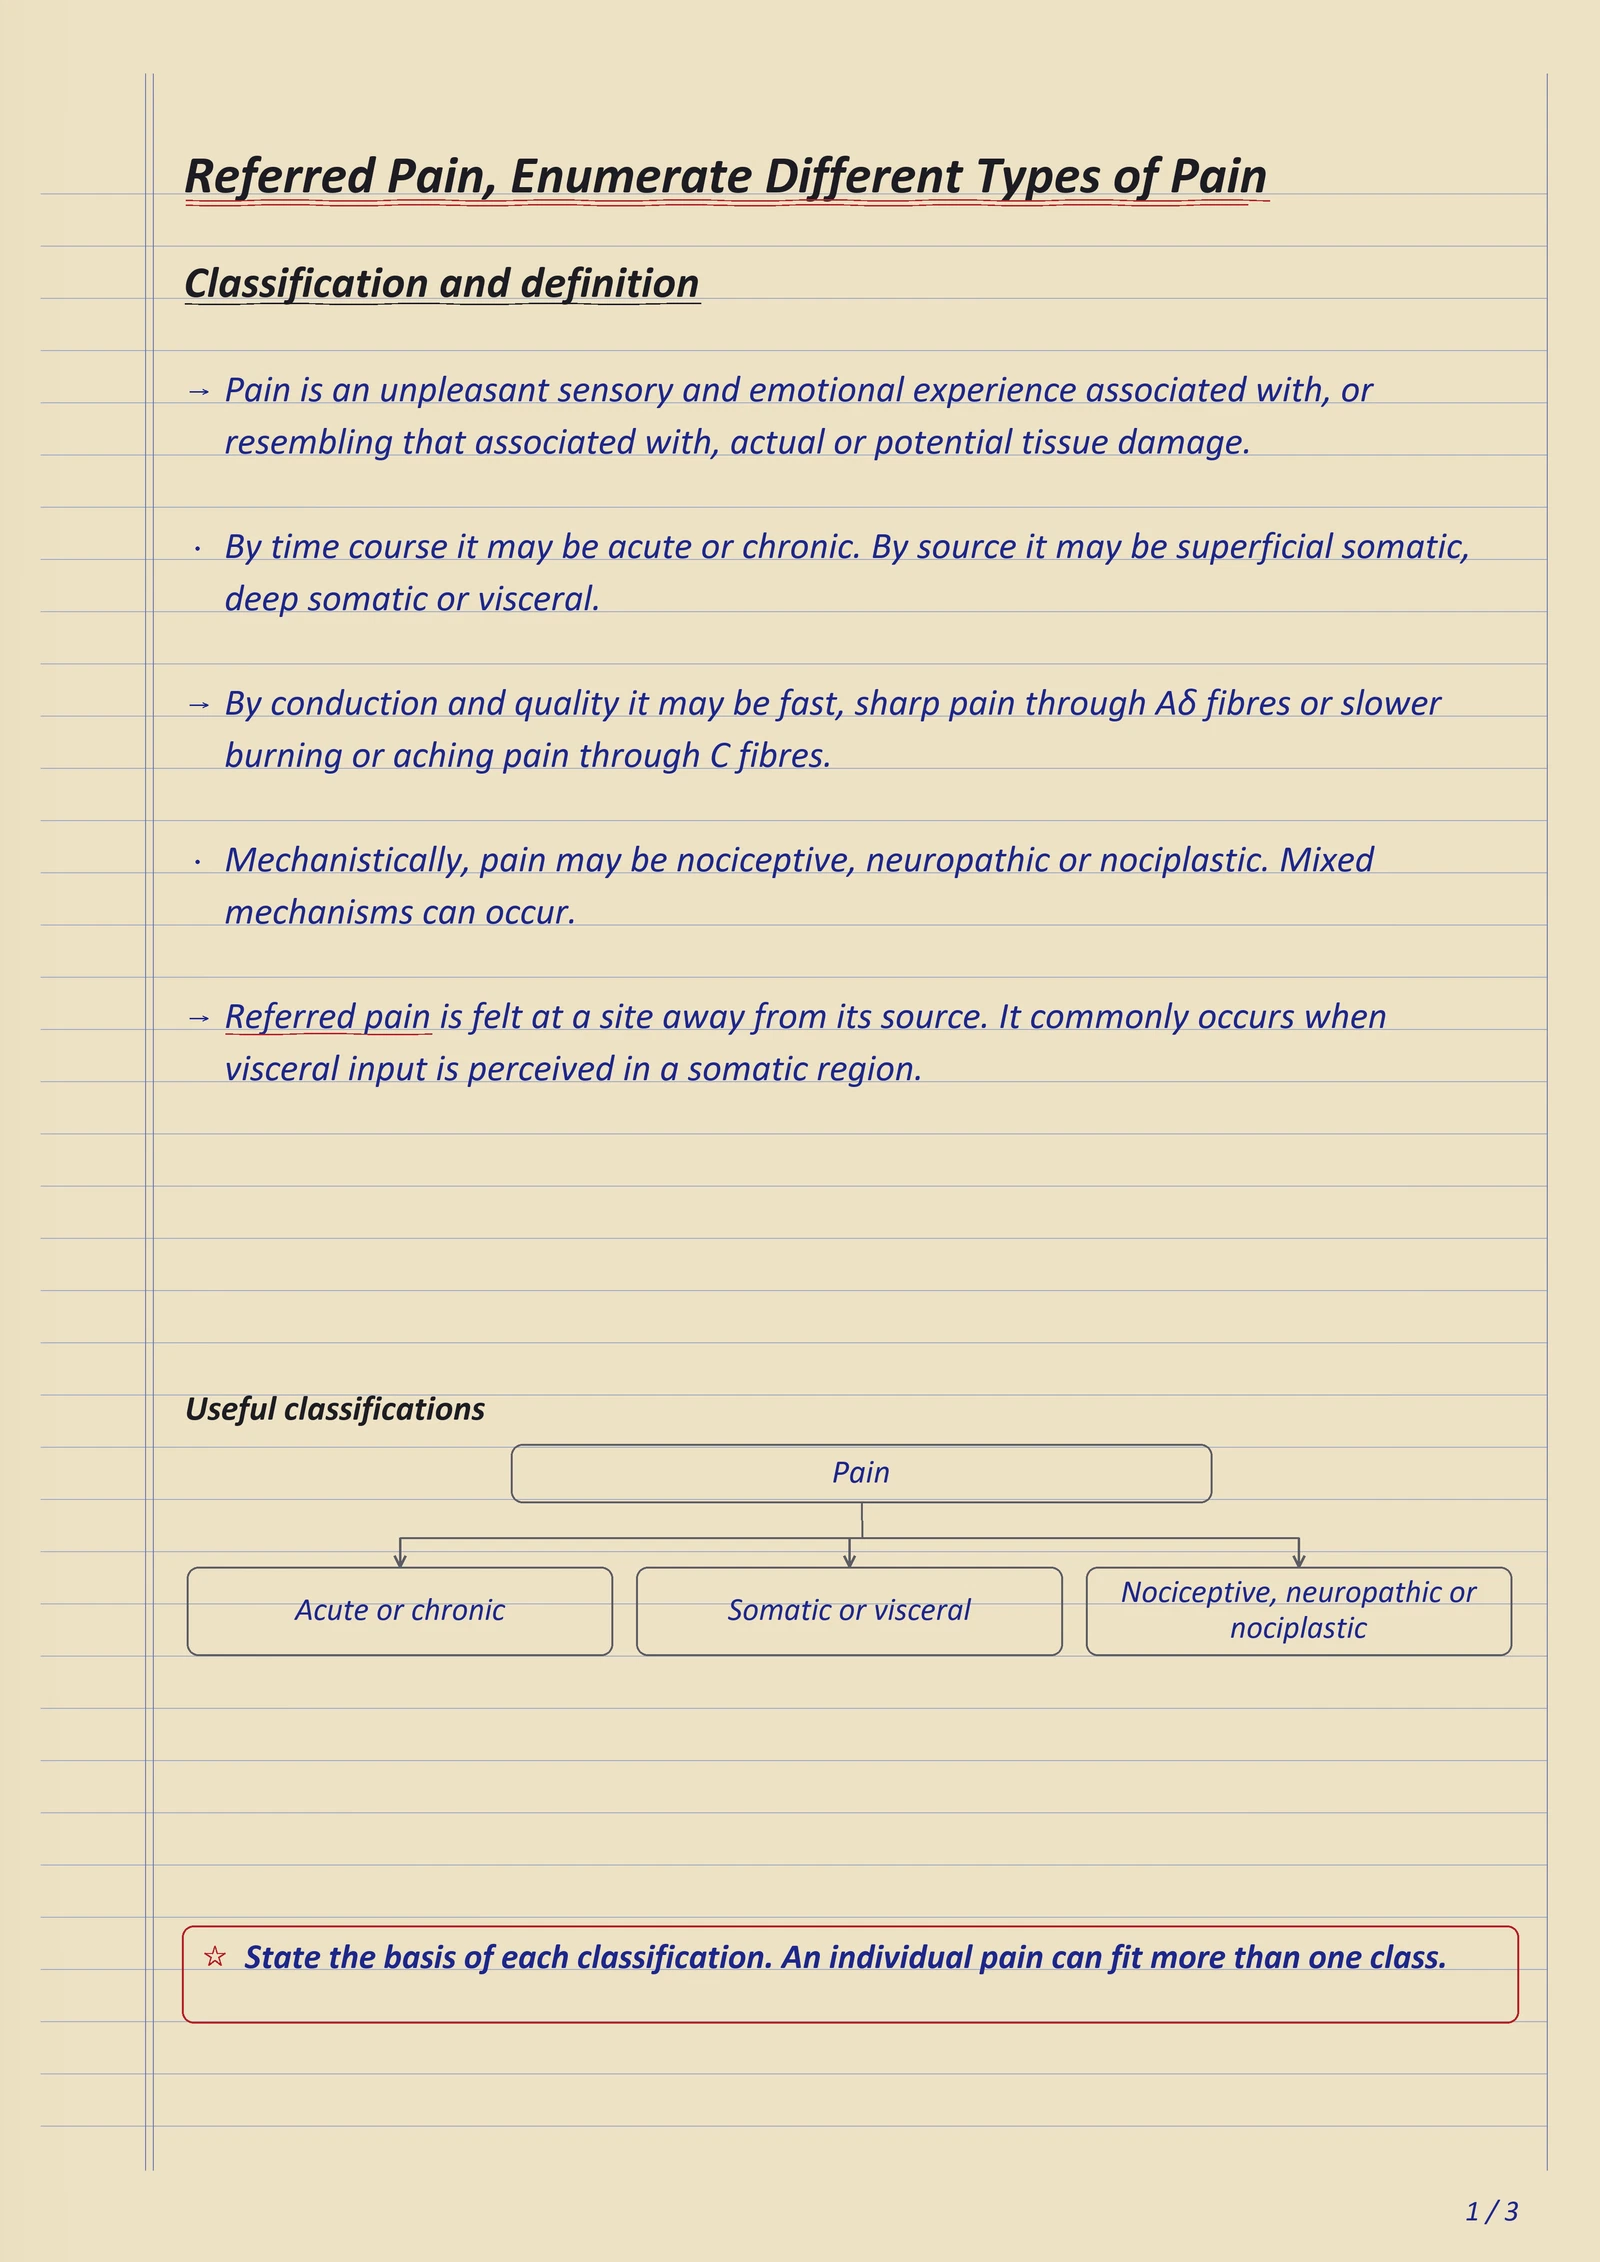 Referred Pain, Enumerate Different Types of Pain
Classification and definition
→ Pain is an unpleasant sensory and emotional experience associated with, or
resembling that associated with, actual or potential tissue damage.
· By time course it may be acute or chronic. By source it may be superficial somatic,
deep somatic or visceral.
→ By conduction and quality it may be fast, sharp pain through Aδ fibres or slower
burning or aching pain through C fibres.
· Mechanistically, pain may be nociceptive, neuropathic or nociplastic. Mixed
mechanisms can occur.
→ Referred pain is felt at a site away from its source. It commonly occurs when
visceral input is perceived in a somatic region.
Useful classifications
Pain
Acute or chronic
Somatic or visceral
Nociceptive, neuropathic or
nociplastic
☆ State the basis of each classification. An individual pain can fit more than one class.
1 / 3